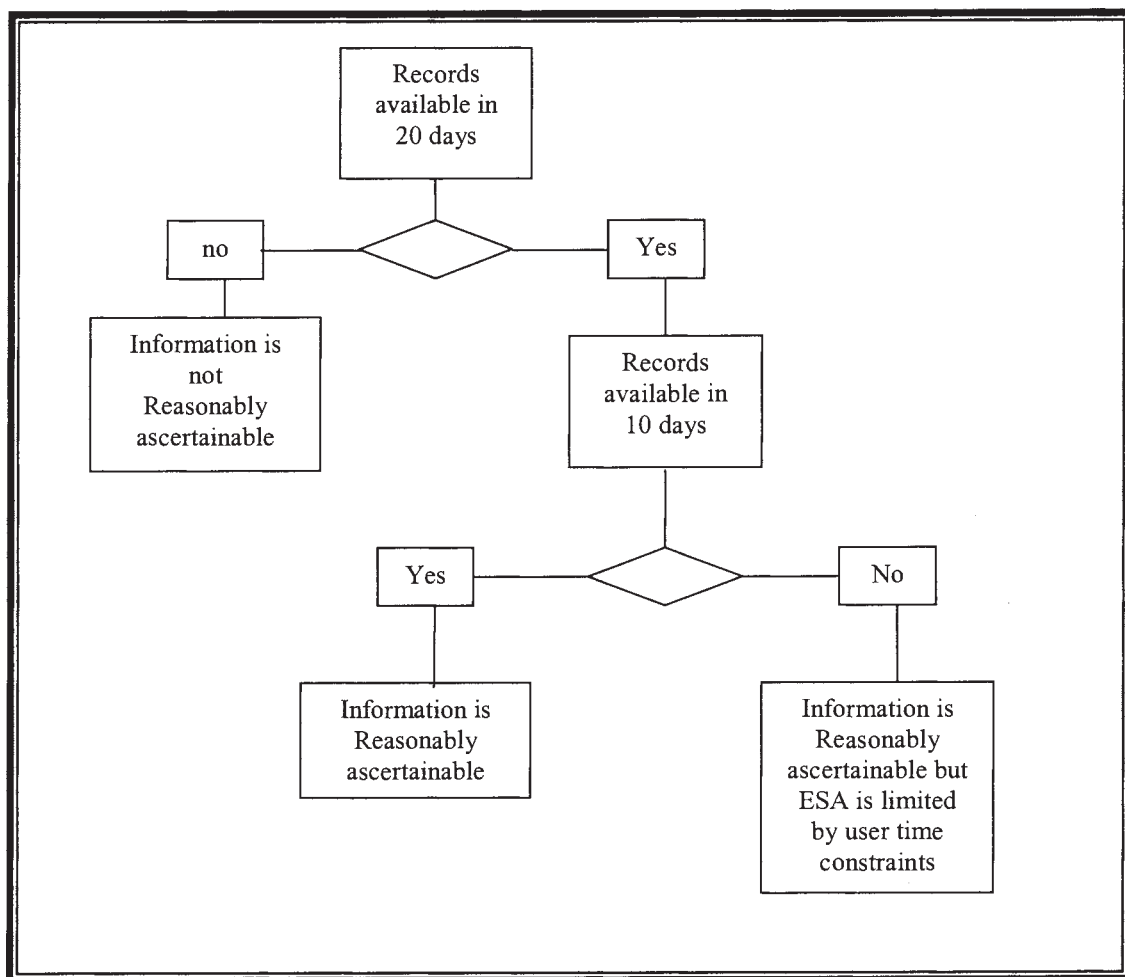 Records
available in
20 days
no
Yes
Information is
not
Reasonably
ascertainable
Records
available in
10 days
Yes
No
Information is
Reasonably
ascertainable
Information is
Reasonably
ascertainable but
ESA is limited
by user time
constraints